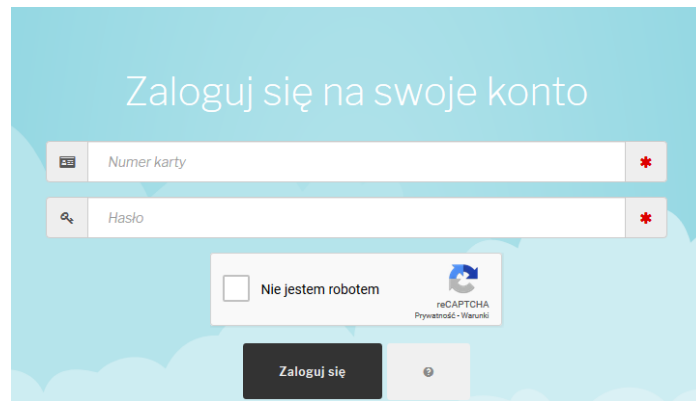 Zaloguj się na swoje konto
Numer karty
Hasło
Nie jestem robotem
reCAPTCHA
Prywatność - Warunki
Zaloguj się